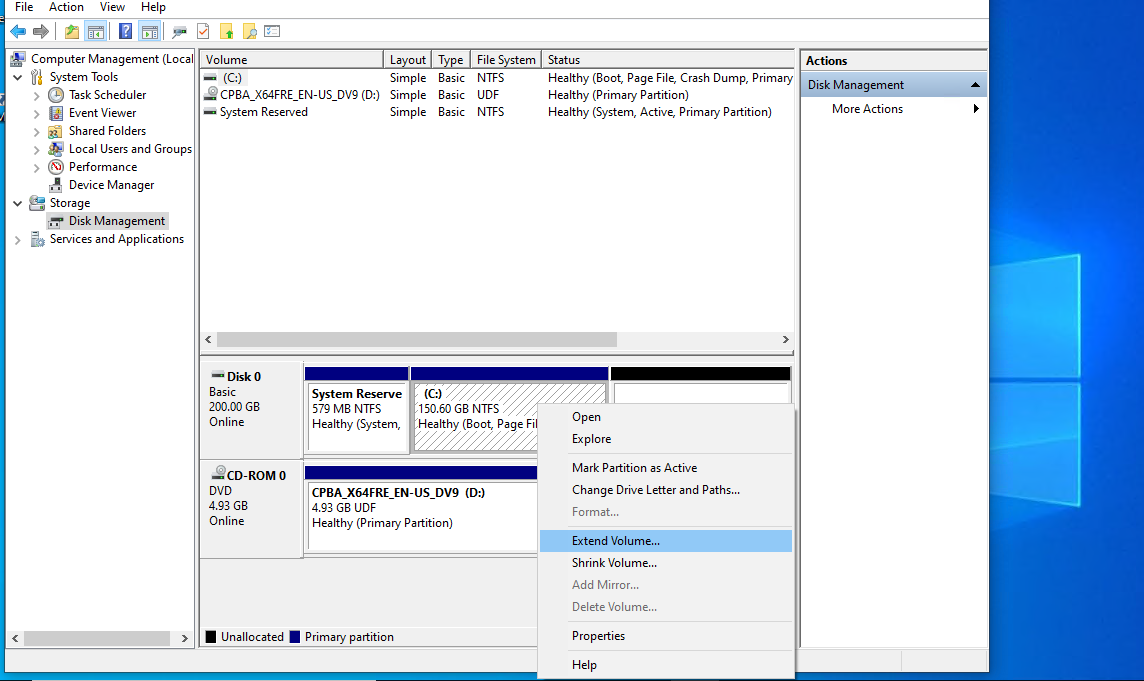 File Action View Help
Computer Management (Local
System Tools
Task Scheduler
Event Viewer
Shared Folders
Local Users and Groups
Performance
Device Manager
Storage
Disk Management
Services and Applications
Volume Layout Type File System Status
(C:) Simple Basic NTFS Healthy (Boot, Page File, Crash Dump, Primary
CPBA_X64FRE_EN-US_DV9 (D:) Simple Basic UDF Healthy (Primary Partition)
System Reserved Simple Basic NTFS Healthy (System, Active, Primary Partition)
Disk 0
Basic
200.00 GB
Online
System Reserve
579 MB NTFS
Healthy (System,
(C:)
150.60 GB NTFS
Healthy (Boot, Page Fil
CD-ROM 0
DVD
4.93 GB
Online
CPBA_X64FRE_EN-US_DV9 (D:)
4.93 GB UDF
Healthy (Primary Partition)
Unallocated Primary partition
Open
Explore
Mark Partition as Active
Change Drive Letter and Paths...
Format...
Extend Volume...
Shrink Volume...
Add Mirror...
Delete Volume...
Properties
Help
Actions
Disk Management
More Actions